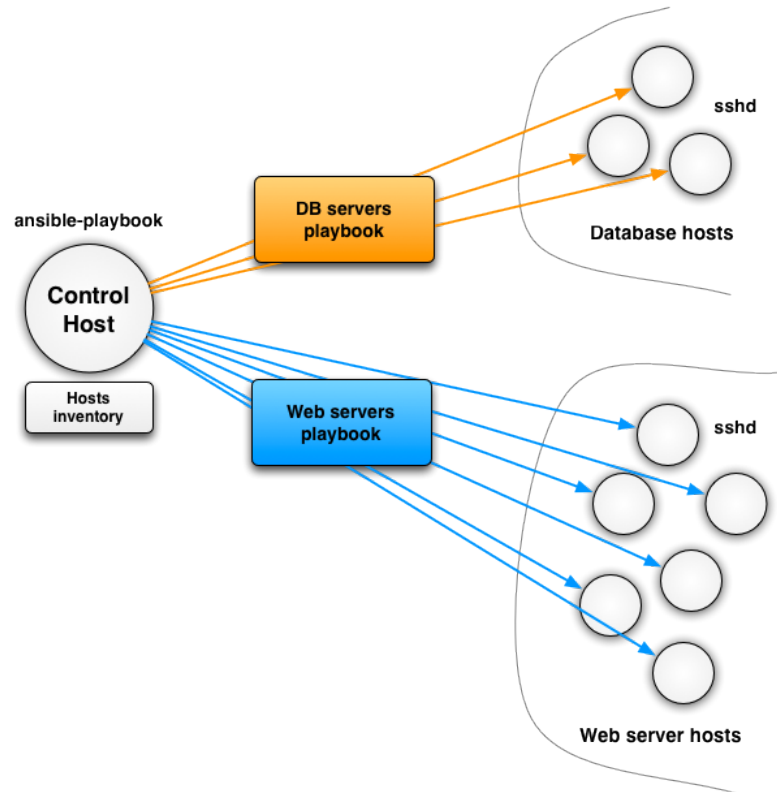 sshd
DB servers
playbook
Database hosts
ansible-playbook
Control
Host
Hosts
inventory
Web servers
playbook
sshd
Web server hosts